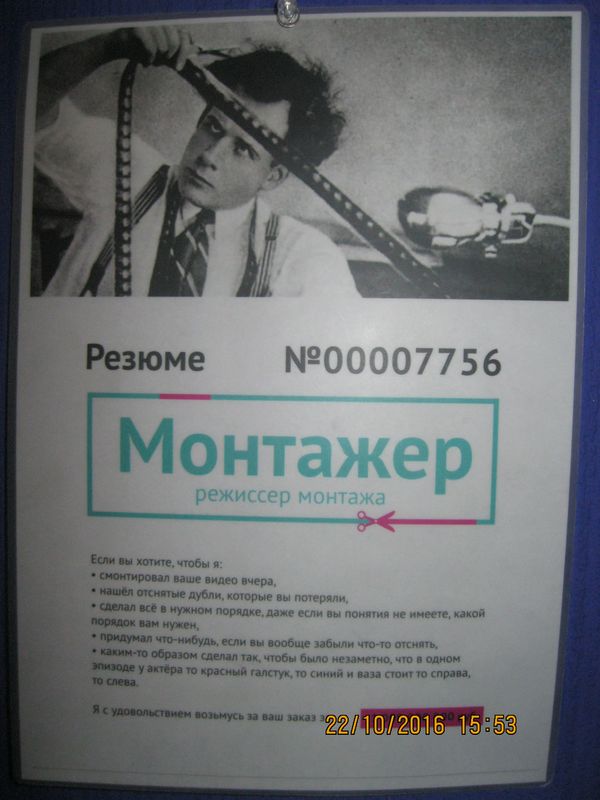 Резюме №00007756
Монтажер
режиссер монтажа
Если вы хотите, чтобы я:
• смонтировал ваше видео вчера,
• нашёл отснятые дубли, которые вы потеряли,
• сделал всё в нужном порядке, даже если вы понятия не имеете, какой
порядок вам нужен,
• придумал что-нибудь, если вы вообще забыли что-то отснять,
• каким-то образом сделал так, чтобы было незаметно, что в одном
эпизоде у актёра то красный галстук, то синий и ваза стоит то справа,
то слева.
Я с удовольствием возьмусь за ваш заказ
22/10/2016 15:53